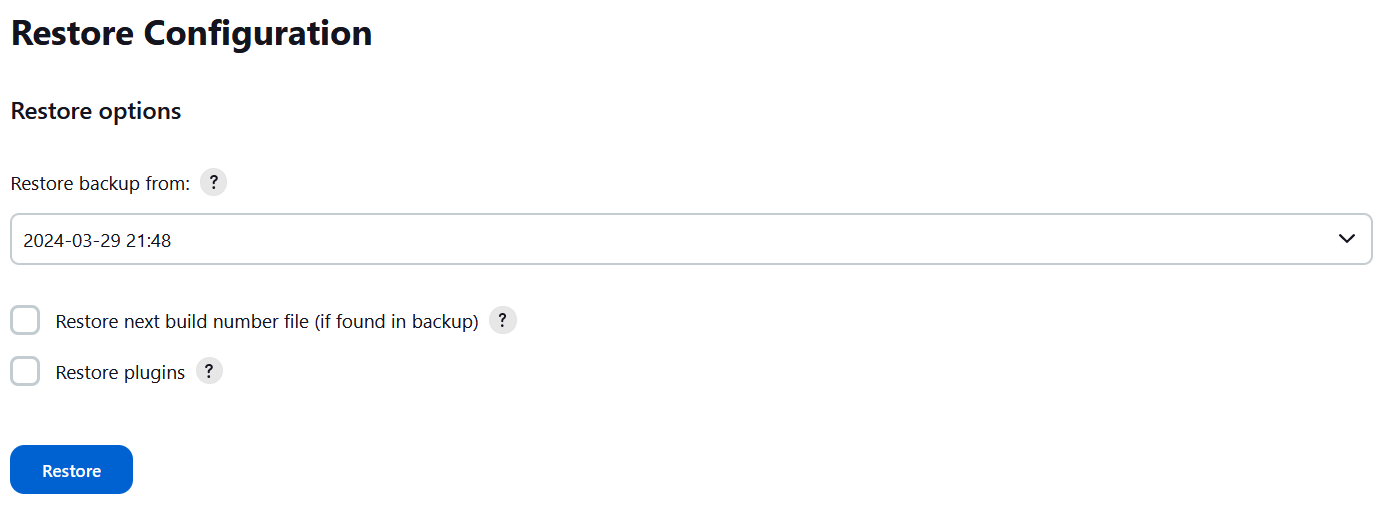 Restore Configuration
Restore options
Restore backup from: ?
2024-03-29 21:48
Restore next build number file (if found in backup) ?
Restore plugins ?
Restore